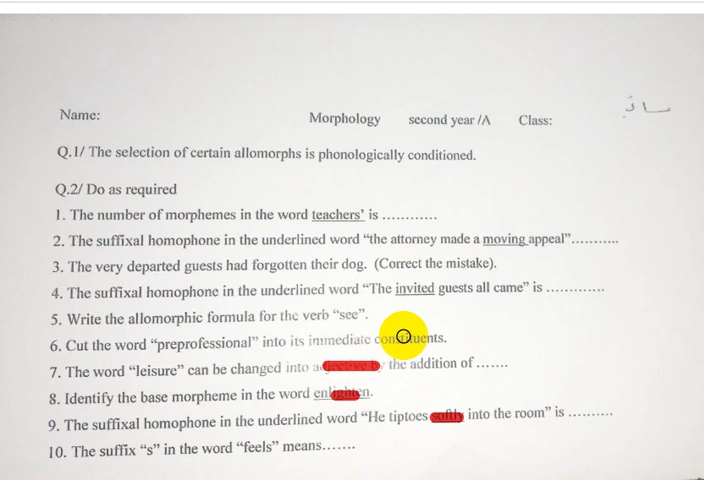 Name: Morphology second year /A Class:
Q.1/ The selection of certain allomorphs is phonologically conditioned.
Q.2/ Do as required
1. The number of morphemes in the word teachers' is …………
2. The suffixal homophone in the underlined word “the attorney made a moving appeal”………..
3. The very departed guests had forgotten their dog. (Correct the mistake).
4. The suffixal homophone in the underlined word “The invited guests all came” is ………….
5. Write the allomorphic formula for the verb “see”.
6. Cut the word “preprofessional” into its immediate constituents.
7. The word “leisure” can be changed into adjective by the addition of …….
8. Identify the base morpheme in the word enlighten.
9. The suffixal homophone in the underlined word “He tiptoes softly into the room” is ……….
10. The suffix “s” in the word “feels” means…….